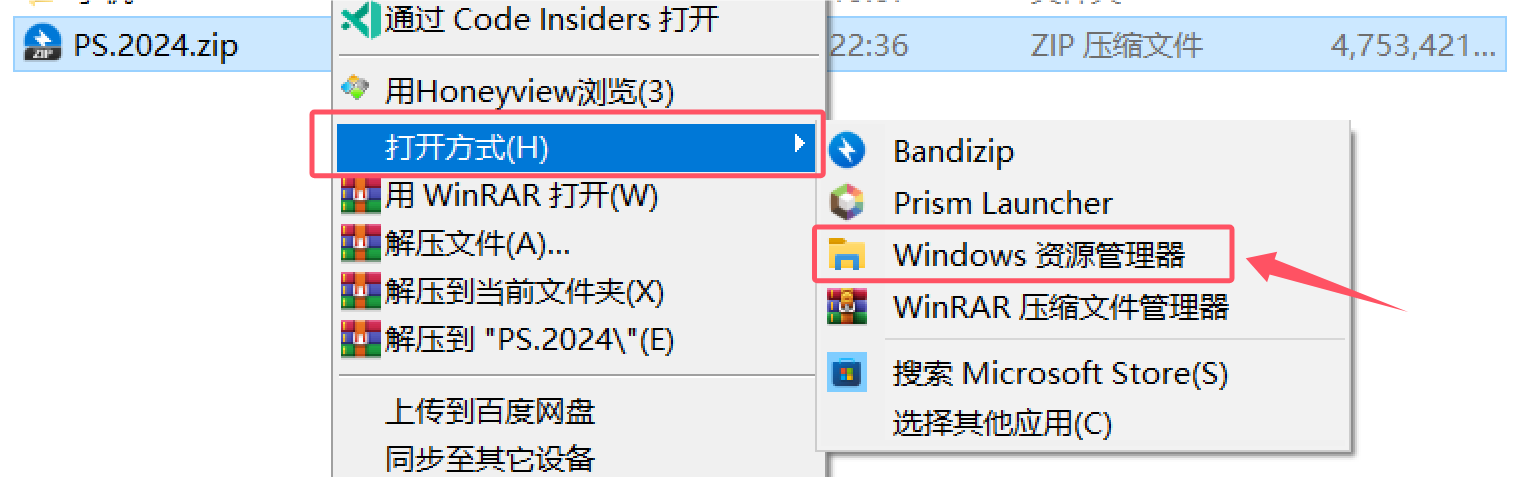 通过 Code Insiders 打开
PS.2024.zip
22:36
ZIP 压缩文件
4,753,421...
用Honeyview浏览(3)
打开方式(H)
用 WinRAR 打开(W)
解压文件(A)...
解压到当前文件夹(X)
解压到 "PS.2024\"(E)
上传到百度网盘
同步至其它设备
Bandizip
Prism Launcher
Windows 资源管理器
WinRAR 压缩文件管理器
搜索 Microsoft Store(S)
选择其他应用(C)